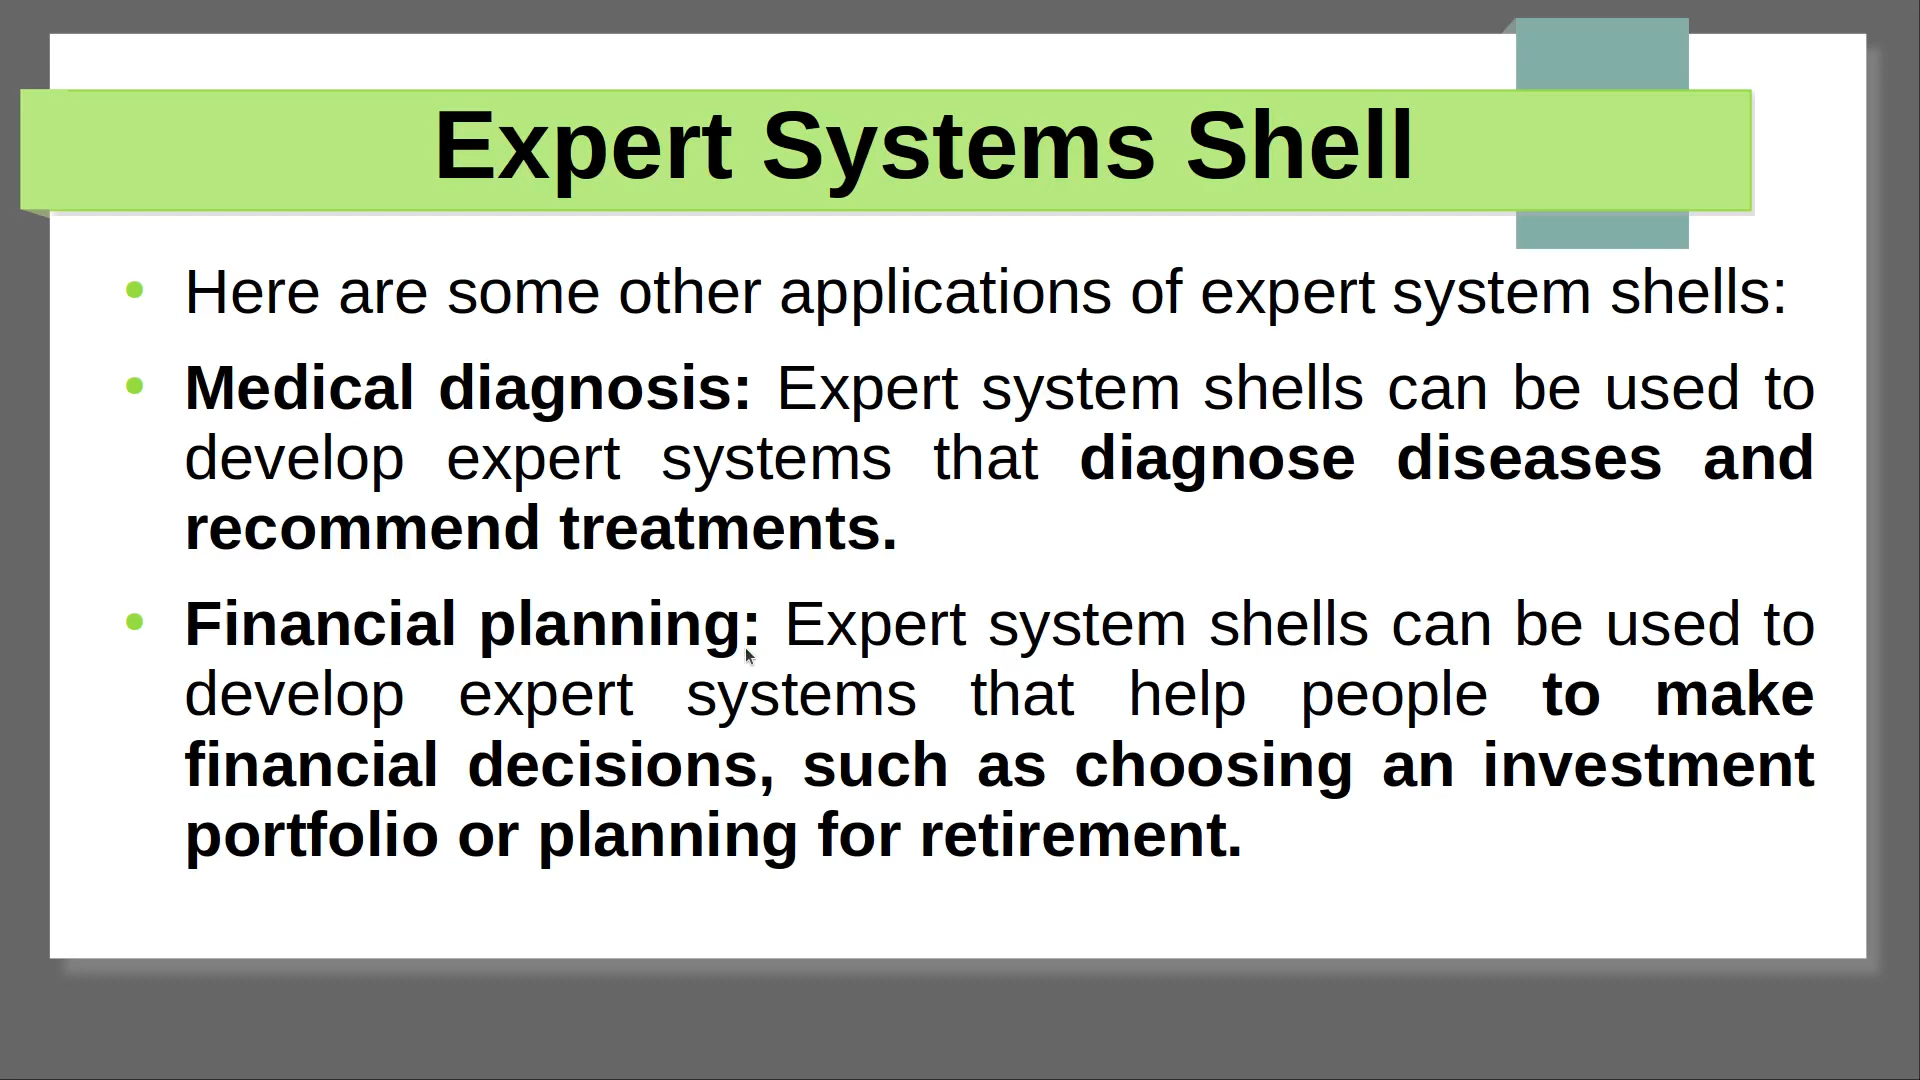 Expert Systems Shell
Here are some other applications of expert system shells:
Medical diagnosis: Expert system shells can be used to
develop expert systems that diagnose diseases and
recommend treatments.
Financial planning: Expert system shells can be used to
develop expert systems that help people to make
financial decisions, such as choosing an investment
portfolio or planning for retirement.